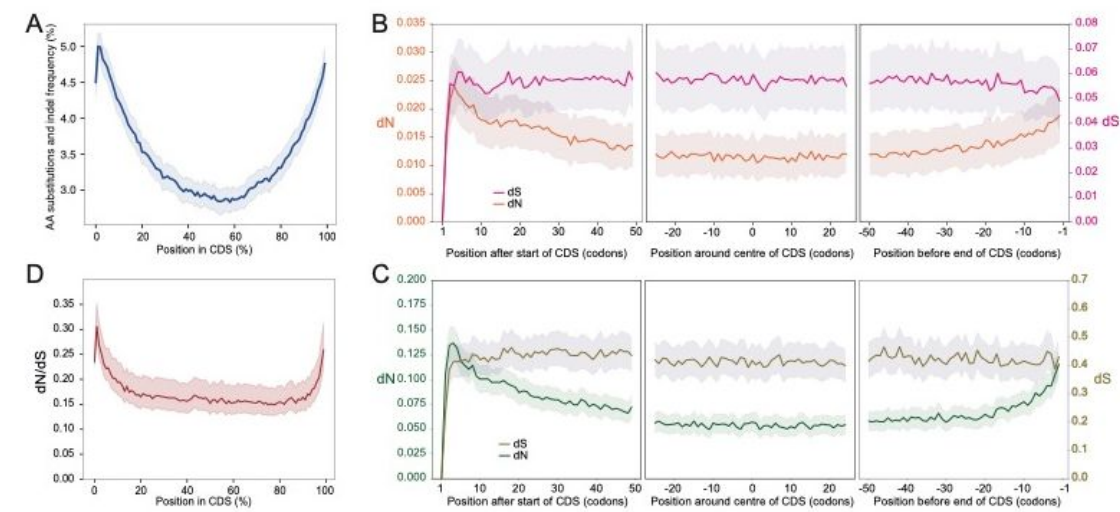 A
AA substitutions and indel frequency (%)
5.0
4.5
4.0
3.5
3.0
0 20 40 60 80 100
Position in CDS (%)
B
dN
0.035
0.030
0.025
0.020
0.015
0.010
0.005
0.000
dS
dN
1 10 20 30 40 50
Position after start of CDS (codons)
-20 -10 0 10 20
Position around centre of CDS (codons)
-50 -40 -30 -20 -10 -1
Position before end of CDS (codons)
0.08
0.07
0.06
0.05
0.04
0.03
0.02
0.01
0.00
dS
D
dN/dS
0.35
0.30
0.25
0.20
0.15
0.10
0.05
0.00
0 20 40 60 80 100
Position in CDS (%)
C
dN
0.200
0.175
0.150
0.125
0.100
0.075
0.050
0.025
0.000
dS
dN
1 10 20 30 40 50
Position after start of CDS (codons)
-20 -10 0 10 20
Position around centre of CDS (codons)
-50 -40 -30 -20 -10 -1
Position before end of CDS (codons)
0.7
0.6
0.5
0.4
0.3
0.2
0.1
0.0
dS